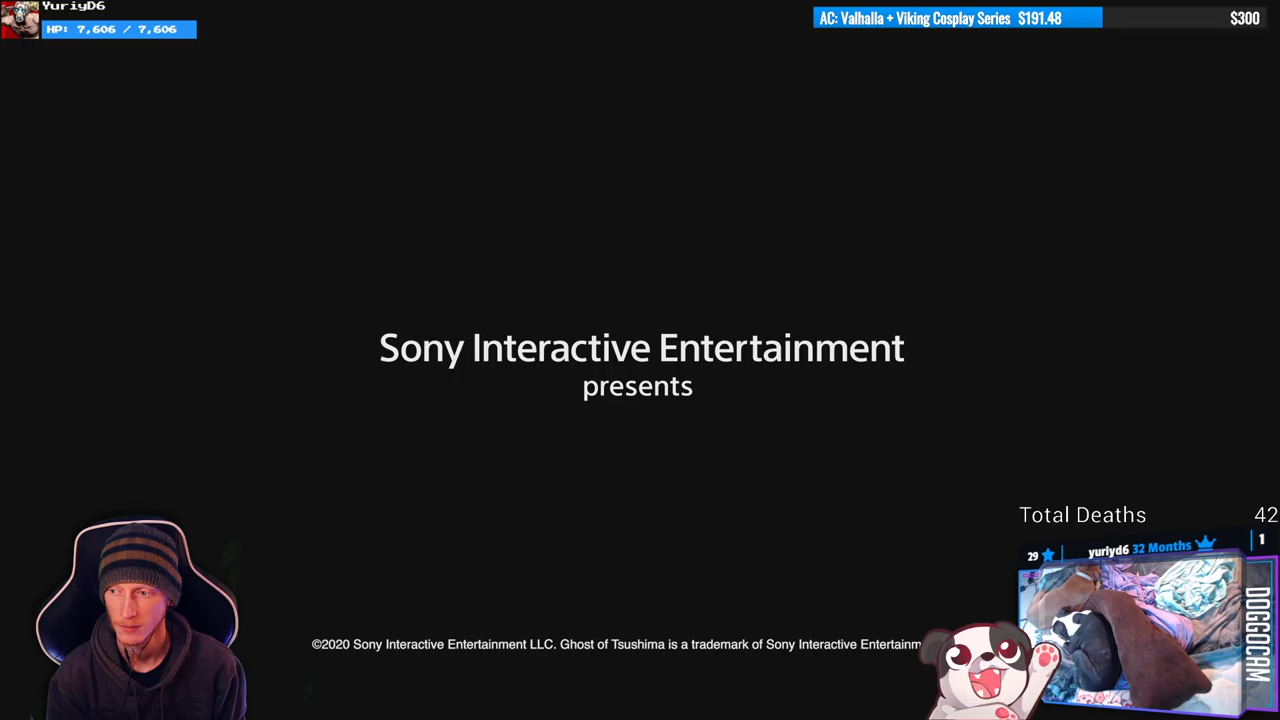 YuriyD6
HP: 7,606 / 7,606
AC: Valhalla + Viking Cosplay Series $191.48
$300
Sony Interactive Entertainment
presents
Total Deaths 42
29 yuriyd6 32 Months 1
DOGGOCAM
©2020 Sony Interactive Entertainment LLC. Ghost of Tsushima is a trademark of Sony Interactive Entertainm